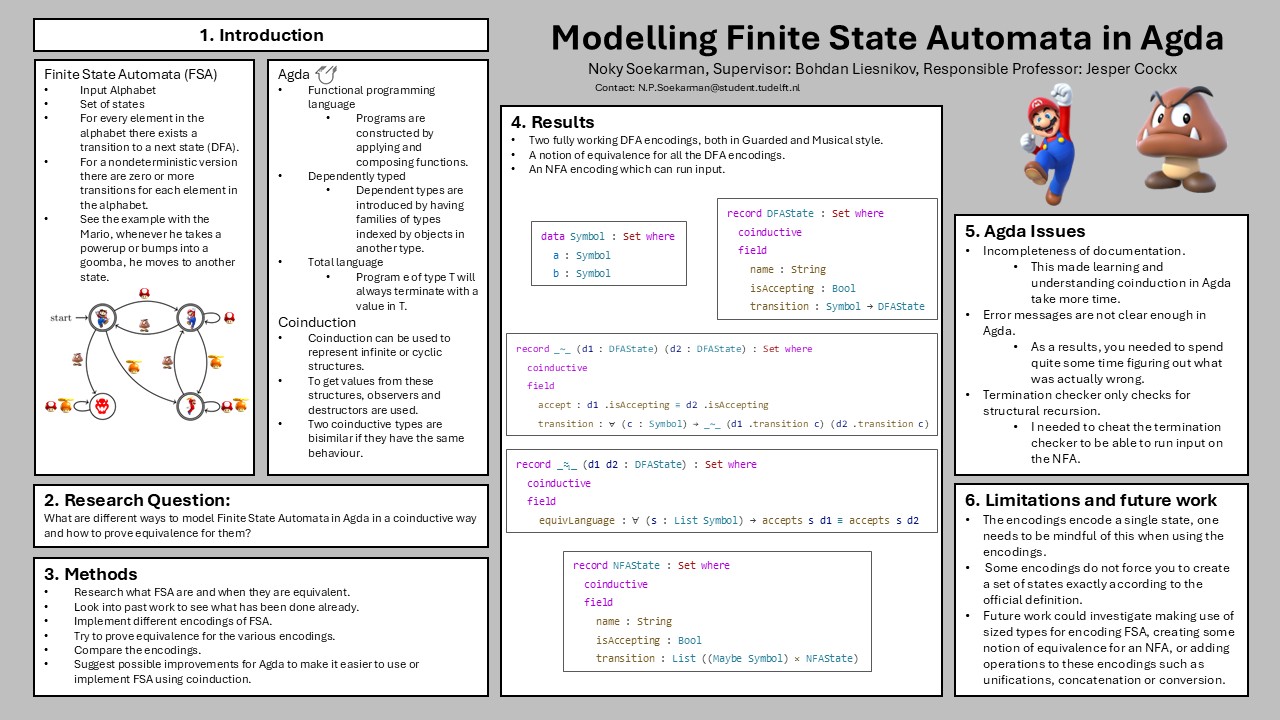 Modelling Finite State Automata in Agda
Noky Soekarman, Supervisor: Bohdan Liesnikov, Responsible Professor: Jesper Cockx
Contact: N.P.Soekarman@student.tudelft.nl
1. Introduction
Finite State Automata (FSA)
• Input Alphabet
• Set of states
• For every element in the
alphabet there exists a
transition to a next state (DFA).
• For a nondeterministic version
there are zero or more
transitions for each element in
the alphabet.
• See the example with the
Mario, whenever he takes a
powerup or bumps into a
goomba, he moves to another
state.
start
Agda
• Functional programming
language
• Programs are
constructed by
applying and
composing functions.
• Dependently typed
• Dependent types are
introduced by having
families of types
indexed by objects in
another type.
• Total language
• Program e of type T will
always terminate with a
value in T.
Coinduction
• Coinduction can be used to
represent infinite or cyclic
structures.
• To get values from these
structures, observers and
destructors are used.
• Two coinductive types are
bisimilar if they have the same
behaviour.
2. Research Question:
What are different ways to model Finite State Automata in Agda in a coinductive way
and how to prove equivalence for them?
3. Methods
• Research what FSA are and when they are equivalent.
• Look into past work to see what has been done already.
• Implement different encodings of FSA.
• Try to prove equivalence for the various encodings.
• Compare the encodings.
• Suggest possible improvements for Agda to make it easier to use or
implement FSA using coinduction.
4. Results
• Two fully working DFA encodings, both in Guarded and Musical style.
• A notion of equivalence for all the DFA encodings.
• An NFA encoding which can run input.
data Symbol : Set where
a : Symbol
b : Symbol
record DFAState : Set where
coinductive
field
name : String
isAccepting : Bool
transition : Symbol → DFAState
record _~_ (d1 : DFAState) (d2 : DFAState) : Set where
coinductive
field
accept : d1 .isAccepting ≡ d2 .isAccepting
transition : ∀ (c : Symbol) → _~_ (d1 .transition c) (d2 .transition c)
record _≈_ (d1 d2 : DFAState) : Set where
coinductive
field
equivLanguage : ∀ (s : List Symbol) → accepts s d1 ≡ accepts s d2
record NFAState : Set where
coinductive
field
name : String
isAccepting : Bool
transition : List ((Maybe Symbol) × NFAState)
5. Agda Issues
• Incompleteness of documentation.
• This made learning and
understanding coinduction in Agda
take more time.
• Error messages are not clear enough in
Agda.
• As a results, you needed to spend
quite some time figuring out what
was actually wrong.
• Termination checker only checks for
structural recursion.
• I needed to cheat the termination
checker to be able to run input on
the NFA.
6. Limitations and future work
• The encodings encode a single state, one
needs to be mindful of this when using the
encodings.
• Some encodings do not force you to create
a set of states exactly according to the
official definition.
• Future work could investigate making use of
sized types for encoding FSA, creating some
notion of equivalence for an NFA, or adding
operations to these encodings such as
unifications, concatenation or conversion.